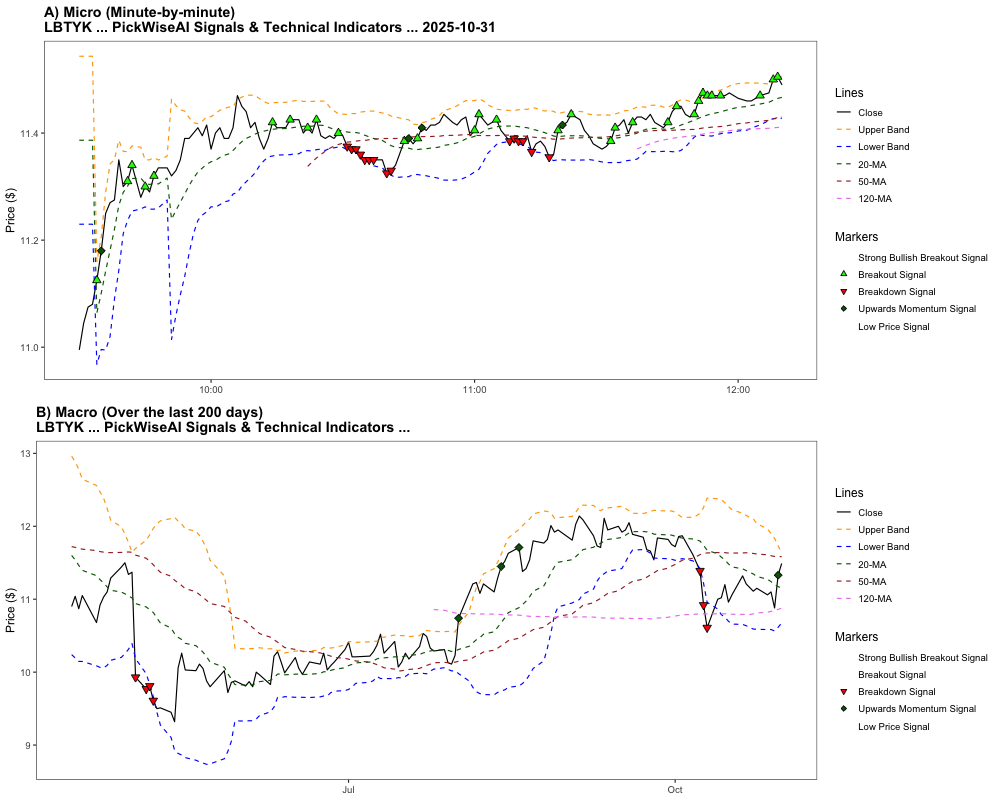 A) Micro (Minute-by-minute)
LBTYK ... PickWiseAI Signals & Technical Indicators ... 2025-10-31
Price ($)
11.4
11.2
11.0
10:00
11:00
12:00
Lines
Close
Upper Band
Lower Band
20-MA
50-MA
120-MA
Markers
Strong Bullish Breakout Signal
Breakout Signal
Breakdown Signal
Upwards Momentum Signal
Low Price Signal
B) Macro (Over the last 200 days)
LBTYK ... PickWiseAI Signals & Technical Indicators ...
Price ($)
13
12
11
10
9
Jul
Oct
Lines
Close
Upper Band
Lower Band
20-MA
50-MA
120-MA
Markers
Strong Bullish Breakout Signal
Breakout Signal
Breakdown Signal
Upwards Momentum Signal
Low Price Signal